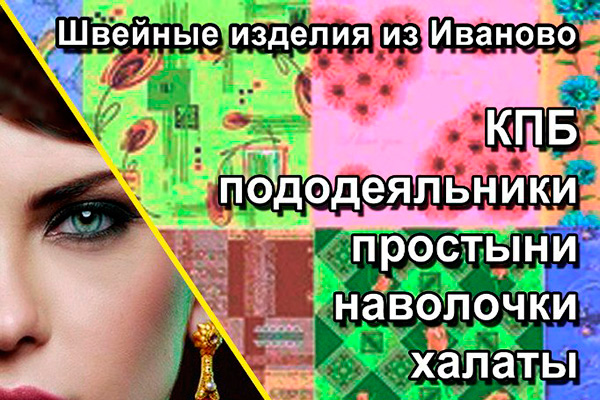 Швейные изделия из Иваново
КПБ
пододеяльники
простыни
наволочки
халаты